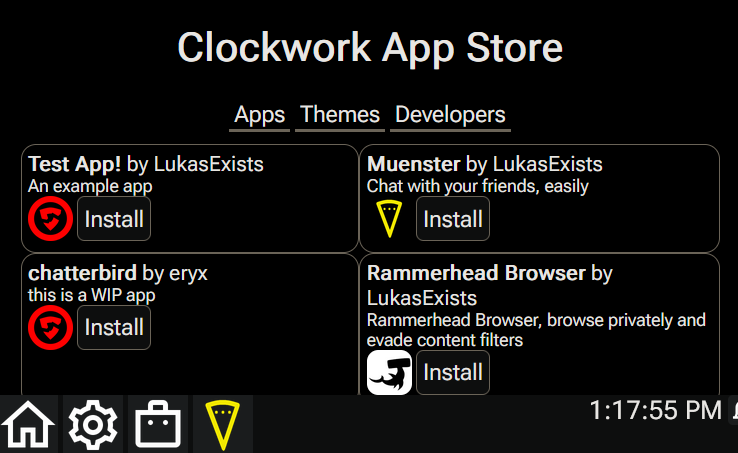 Clockwork App Store
Apps Themes Developers
Test App! by LukasExists
An example app
Install
Muenster by LukasExists
Chat with your friends, easily
Install
chatterbird by eryx
this is a WIP app
Install
Rammerhead Browser by
LukasExists
Rammerhead Browser, browse privately and
evade content filters
Install
1:17:55 PM